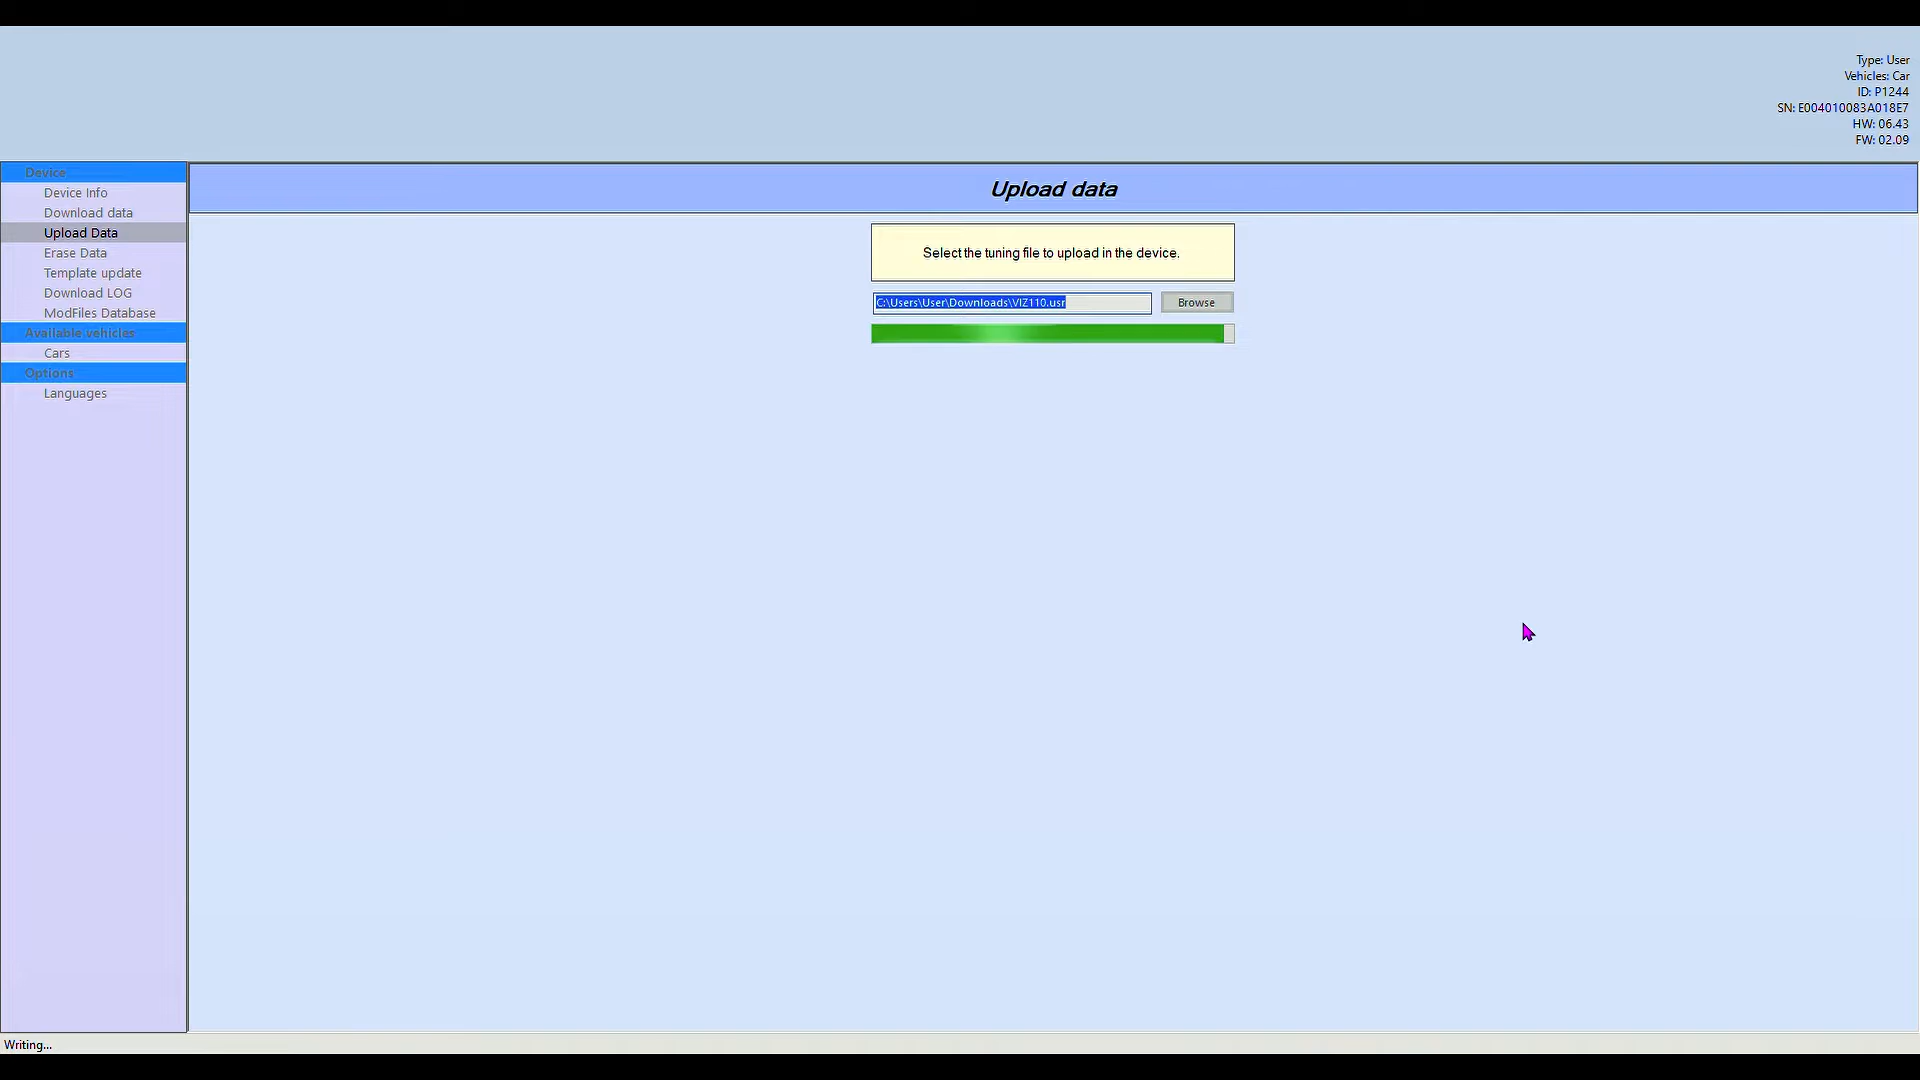 Type: User
Vehicles: Car
ID: P1244
SN: E004010083A018E7
HW: 06.43
FW: 02.09
Device
Device Info
Download data
Upload Data
Erase Data
Template update
Download LOG
ModFiles Database
Available vehicles
Cars
Options
Languages
Upload data
Select the tuning file to upload in the device.
C:\Users\User\Downloads\VIZ110.usr
Browse
Writing...